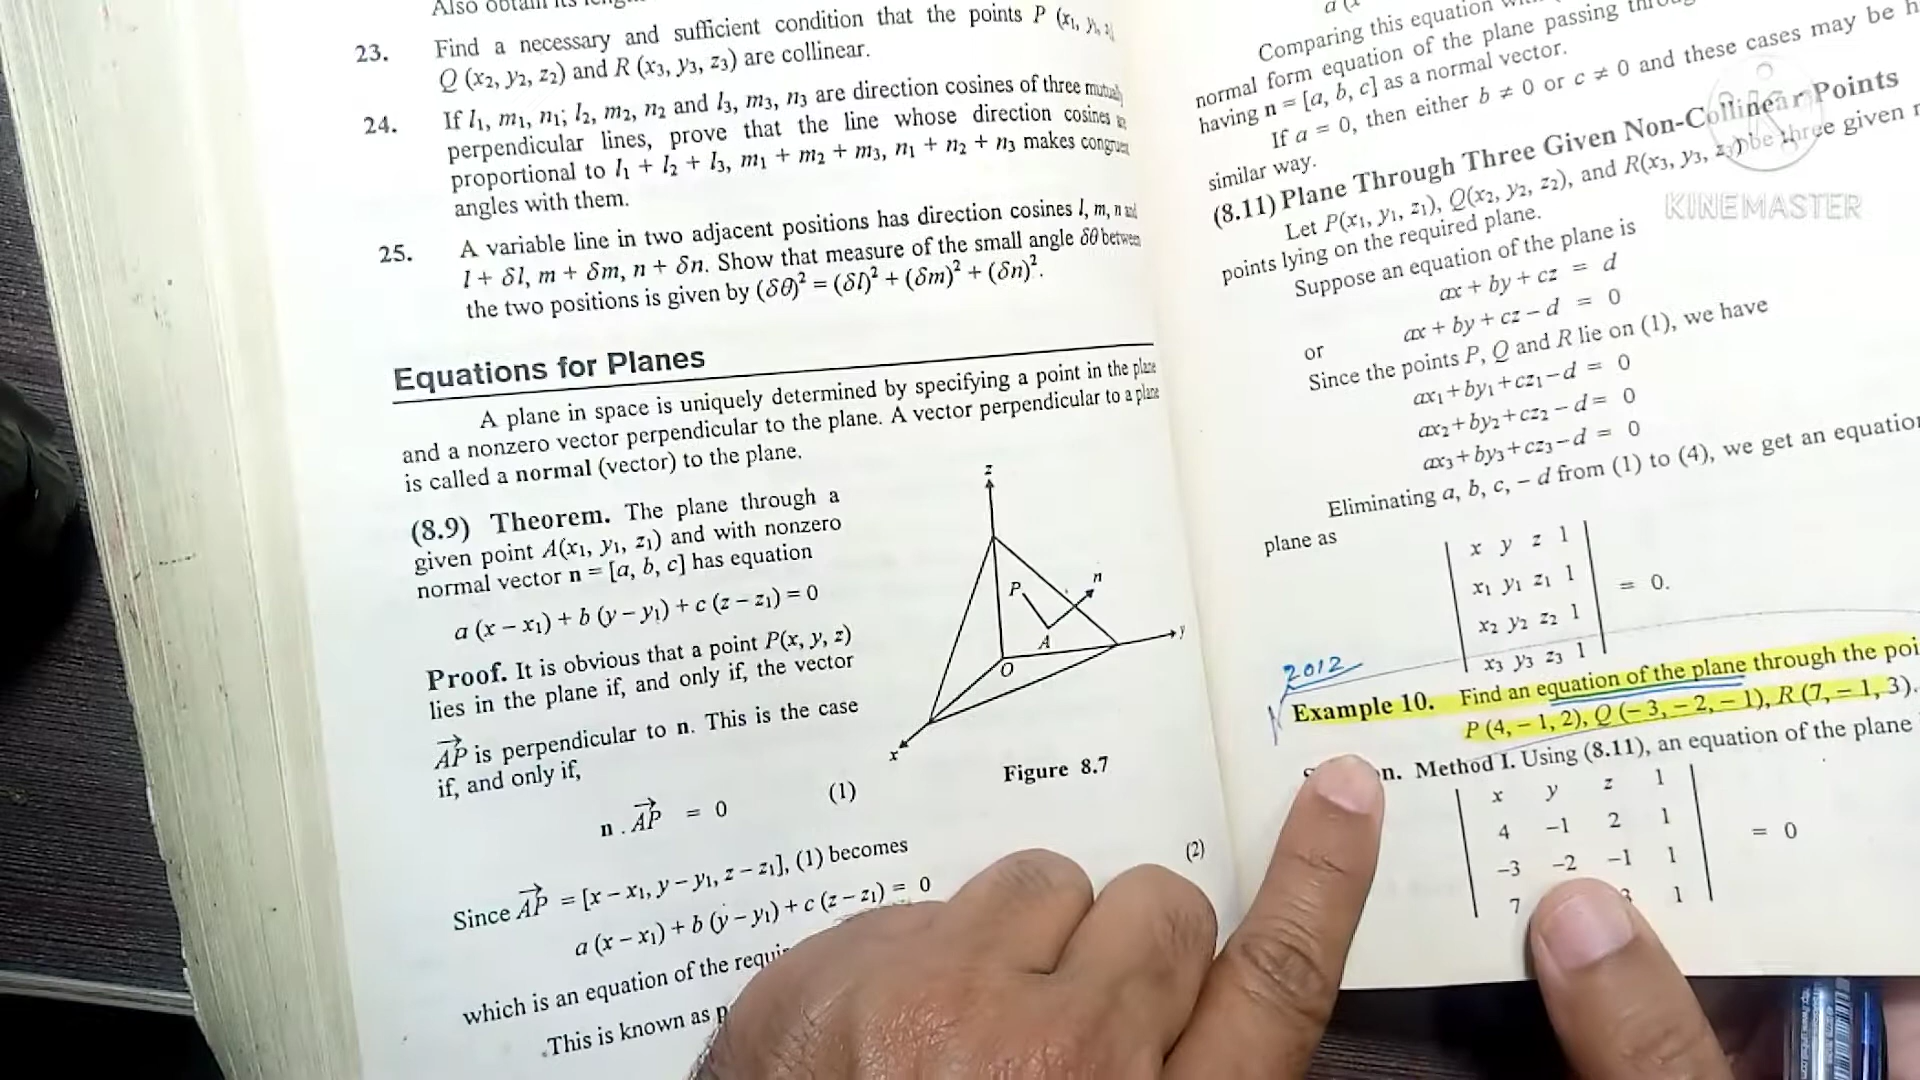 Also obtain its
23. Find a necessary and sufficient condition that the points P (x₁, y₁, z₁
Q (x₂, y₂, z₂) and R (x₃, y₃, z₃) are collinear.
24. If l₁, m₁, n₁; l₂, m₂, n₂ and l₃, m₃, n₃ are direction cosines of three mutually
perpendicular lines, prove that the line whose direction cosines are
proportional to l₁ + l₂ + l₃, m₁ + m₂ + m₃, n₁ + n₂ + n₃ makes congruent
angles with them.
25. A variable line in two adjacent positions has direction cosines l, m, n and
l + δl, m + δm, n + δn. Show that measure of the small angle δθ between
the two positions is given by (δθ)² = (δl)² + (δm)² + (δn)².
Equations for Planes
A plane in space is uniquely determined by specifying a point in the plane
and a nonzero vector perpendicular to the plane. A vector perpendicular to a plane
is called a normal (vector) to the plane.
(8.9) Theorem. The plane through a
given point A(x₁, y₁, z₁) and with nonzero
normal vector n = [a, b, c] has equation
a (x – x₁) + b (y – y₁) + c (z – z₁) = 0
Proof. It is obvious that a point P(x, y, z)
lies in the plane if, and only if, the vector
AP is perpendicular to n. This is the case
if, and only if,
n . AP = 0 (1)
Since AP = [x – x₁, y – y₁, z – z₁], (1) becomes
a (x – x₁) + b (y – y₁) + c (z – z₁) = 0 (2)
which is an equation of the
This is known as
z
P
n
A
O
y
x
Figure 8.7
a (x
Comparing this equation
normal form equation of the plane passing
having n = [a, b, c] as a normal vector.
If a = 0, then either b ≠ 0 or c ≠ 0 and these cases may be
similar way.
(8.11) Plane Through Three Given Non-Collinear Points
Let P(x₁, y₁, z₁), Q(x₂, y₂, z₂), and R(x₃, y₃, z₃) be three given
points lying on the required plane.
Suppose an equation of the plane is
ax + by + cz = d
or ax + by + cz – d = 0
Since the points P, Q and R lie on (1), we have
ax₁ + by₁ + cz₁ – d = 0
ax₂ + by₂ + cz₂ – d = 0
ax₃ + by₃ + cz₃ – d = 0
Eliminating a, b, c, – d from (1) to (4), we get an equation
plane as
x y z 1
x₁ y₁ z₁ 1
x₂ y₂ z₂ 1 = 0.
x₃ y₃ z₃ 1
2012
Example 10. Find an equation of the plane through the
P (4, – 1, 2), Q (– 3, – 2, – 1), R (7, – 1, 3).
Method I. Using (8.11), an equation of the plane
x y z 1
4 –1 2 1
–3 –2 –1 1 = 0
7 3 1
KINEMASTER